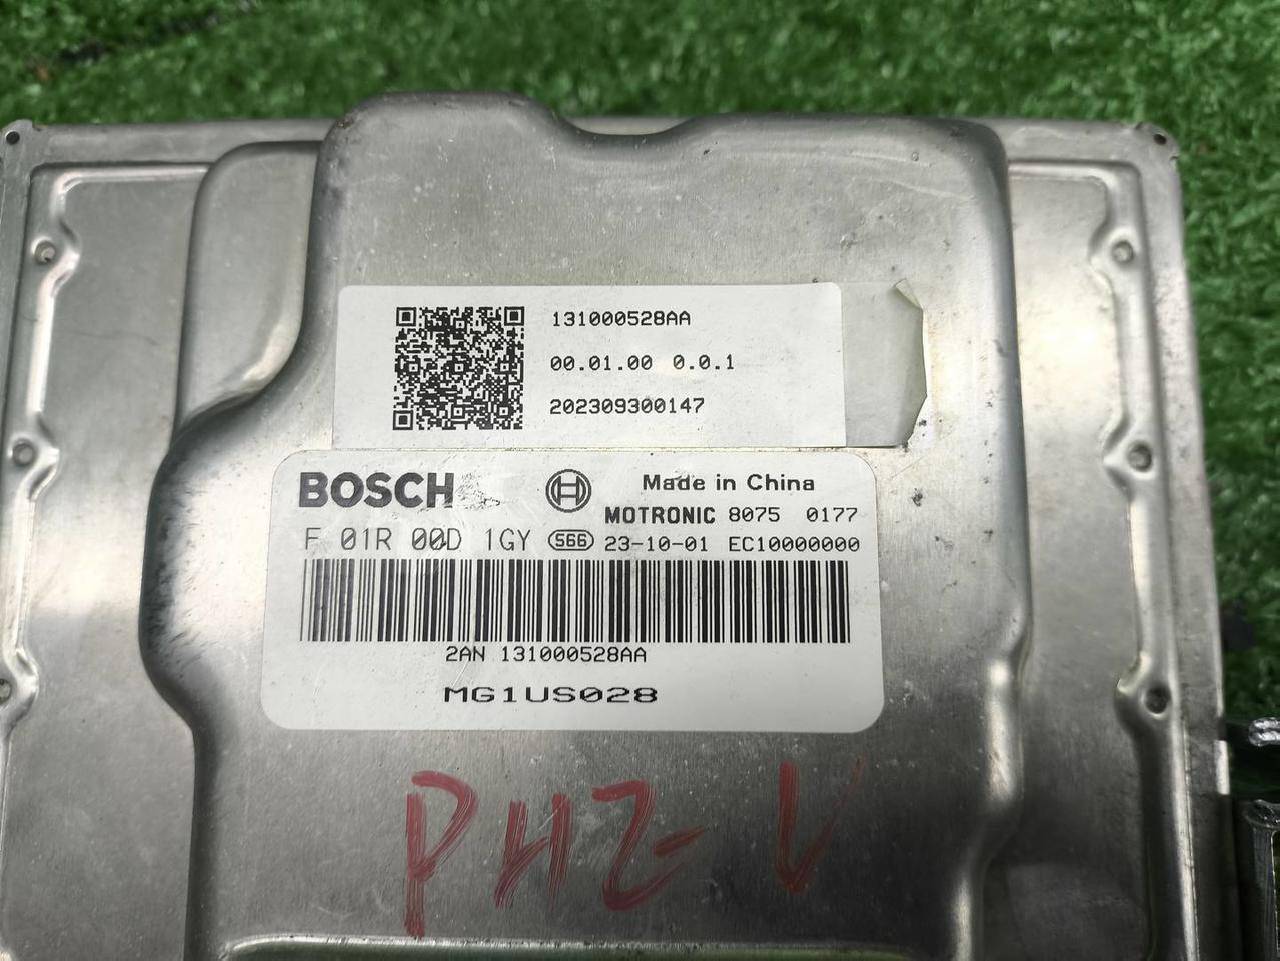 131000528AA
00.01.00 0.0.1
202309300147
BOSCH
Made in China
MOTRONIC 8075 0177
F 01R 00D 1GY 566 23-10-01 EC10000000
2AN 131000528AA
MG1US028
PHZ- V